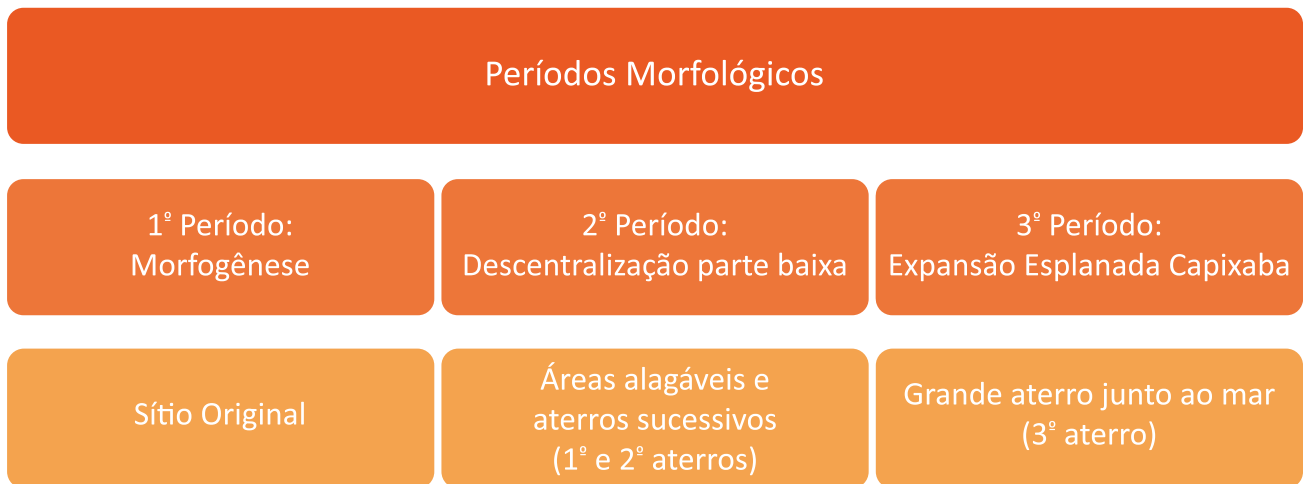 Períodos Morfológicos
1º Período:
Morfogênese
2º Período:
Descentralização parte baixa
3º Período:
Expansão Esplanada Capixaba
Sítio Original
Áreas alagáveis e
aterros sucessivos
(1º e 2º aterros)
Grande aterro junto ao mar
(3º aterro)